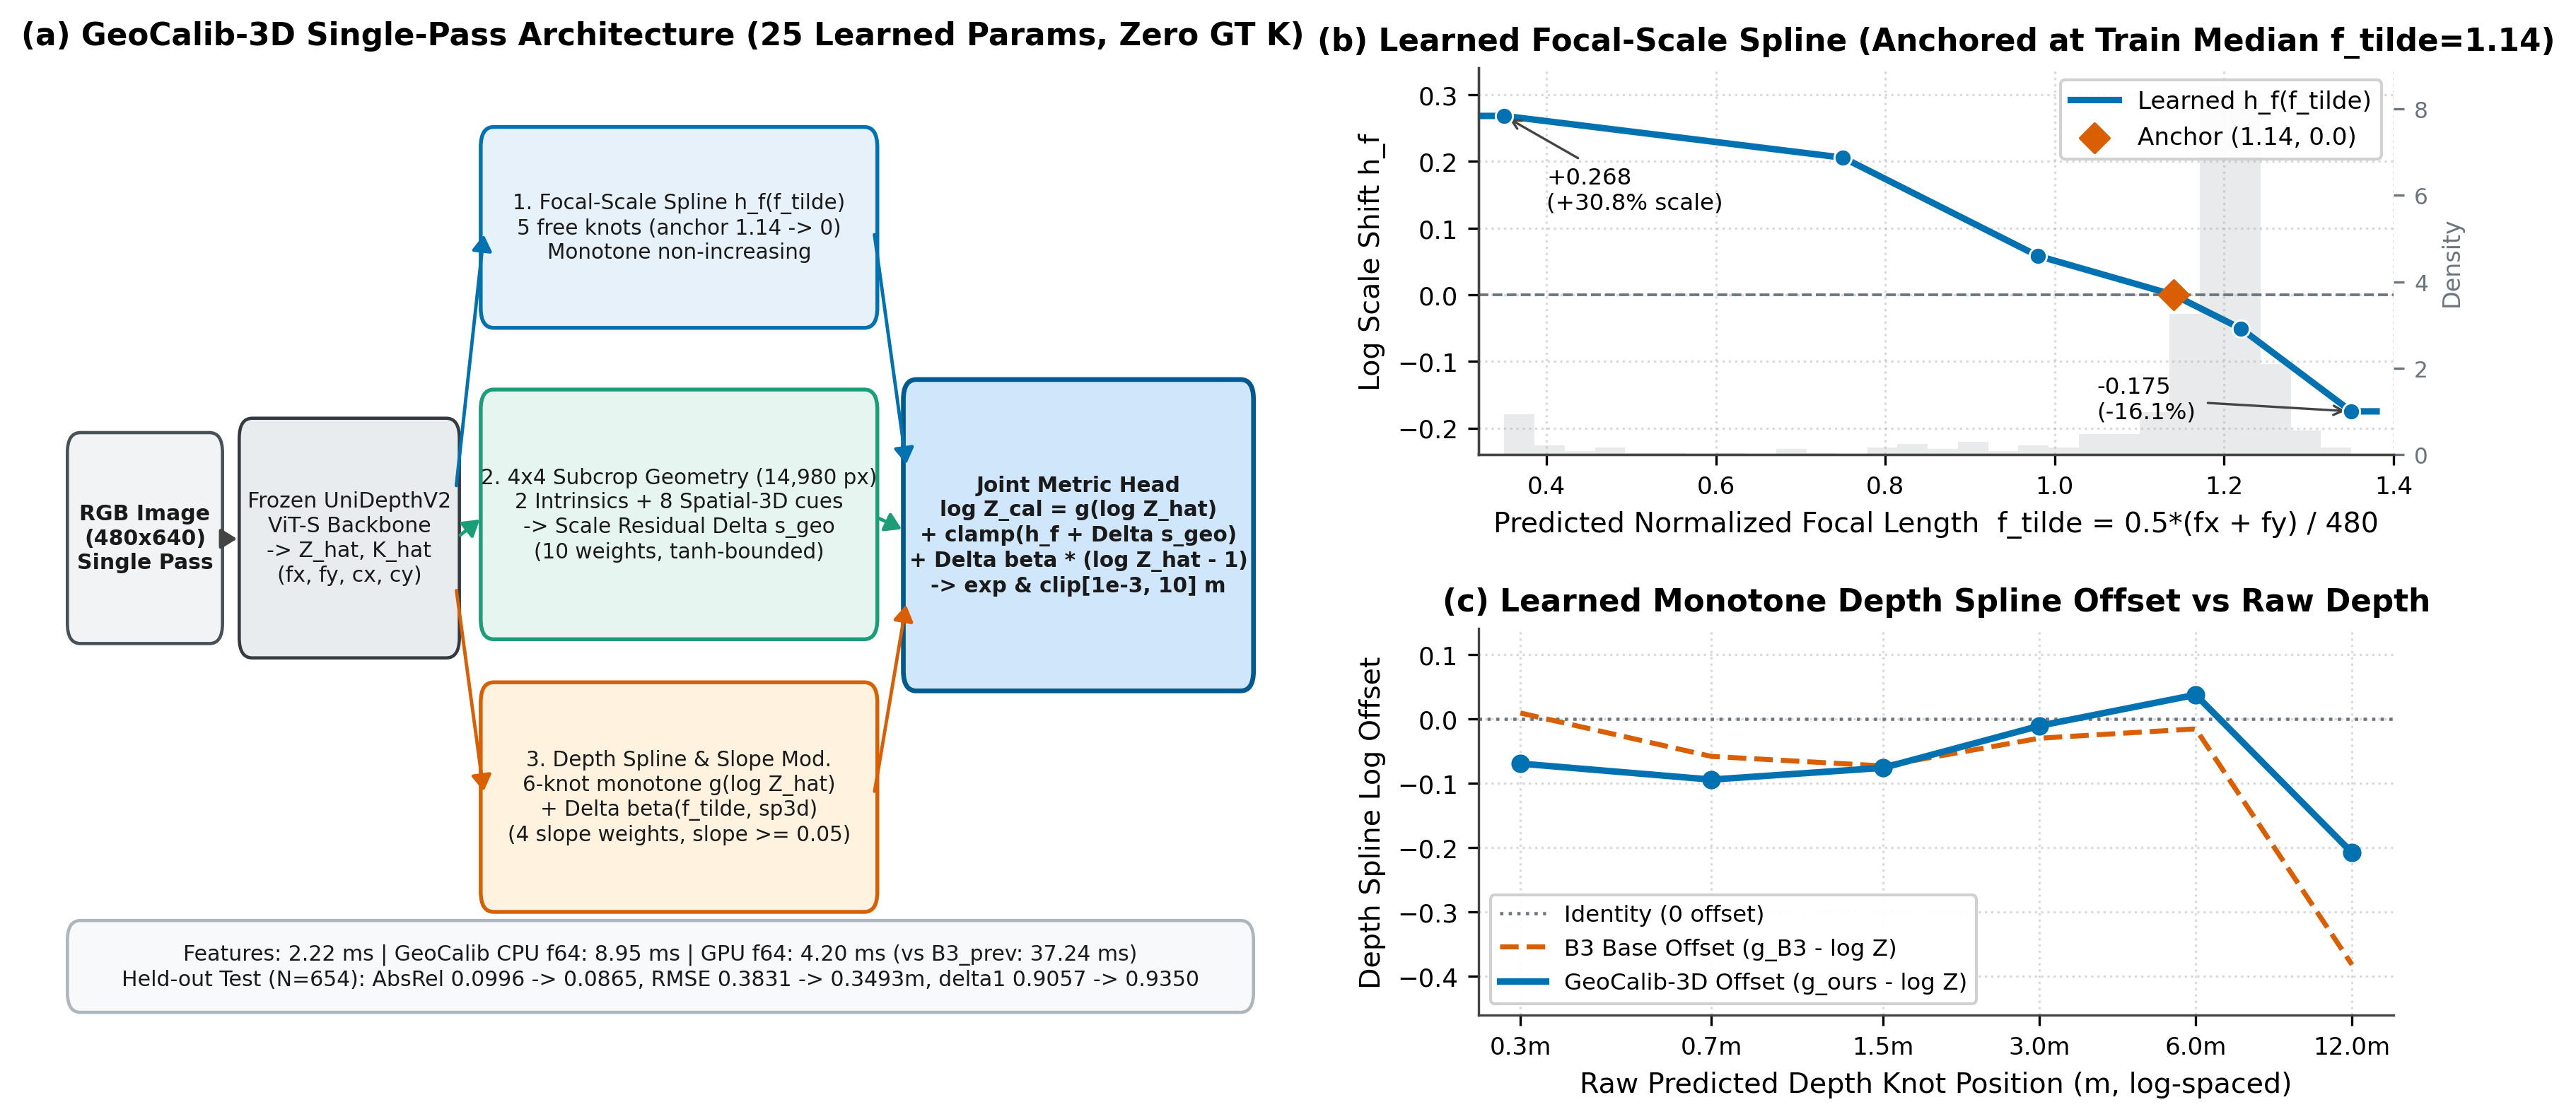 (a) GeoCalib-3D Single-Pass Architecture (25 Learned Params, Zero GT K)
RGB Image
(480x640)
Single Pass
Frozen UniDepthV2
ViT-S Backbone
-> Z_hat, K_hat
(fx, fy, cx, cy)
1. Focal-Scale Spline h_f(f_tilde)
5 free knots (anchor 1.14 -> 0)
Monotone non-increasing
2. 4x4 Subcrop Geometry (14,980 px)
2 Intrinsics + 8 Spatial-3D cues
-> Scale Residual Delta s_geo
(10 weights, tanh-bounded)
3. Depth Spline & Slope Mod.
6-knot monotone g(log Z_hat)
+ Delta beta(f_tilde, sp3d)
(4 slope weights, slope >= 0.05)
Joint Metric Head
log Z_cal = g(log Z_hat)
+ clamp(h_f + Delta s_geo)
+ Delta beta * (log Z_hat - 1)
-> exp & clip[1e-3, 10] m
Features: 2.22 ms | GeoCalib CPU f64: 8.95 ms | GPU f64: 4.20 ms (vs B3_prev: 37.24 ms)
Held-out Test (N=654): AbsRel 0.0996 -> 0.0865, RMSE 0.3831 -> 0.3493m, delta1 0.9057 -> 0.9350
(b) Learned Focal-Scale Spline (Anchored at Train Median f_tilde=1.14)
Log Scale Shift h_f
0.3
0.2
0.1
0.0
−0.1
−0.2
Learned h_f(f_tilde)
Anchor (1.14, 0.0)
+0.268
(+30.8% scale)
-0.175
(-16.1%)
8
6
4
2
0
Density
0.4
0.6
0.8
1.0
1.2
1.4
Predicted Normalized Focal Length  f_tilde = 0.5*(fx + fy) / 480
(c) Learned Monotone Depth Spline Offset vs Raw Depth
Depth Spline Log Offset
0.1
0.0
−0.1
−0.2
−0.3
−0.4
Identity (0 offset)
B3 Base Offset (g_B3 - log Z)
GeoCalib-3D Offset (g_ours - log Z)
0.3m
0.7m
1.5m
3.0m
6.0m
12.0m
Raw Predicted Depth Knot Position (m, log-spaced)